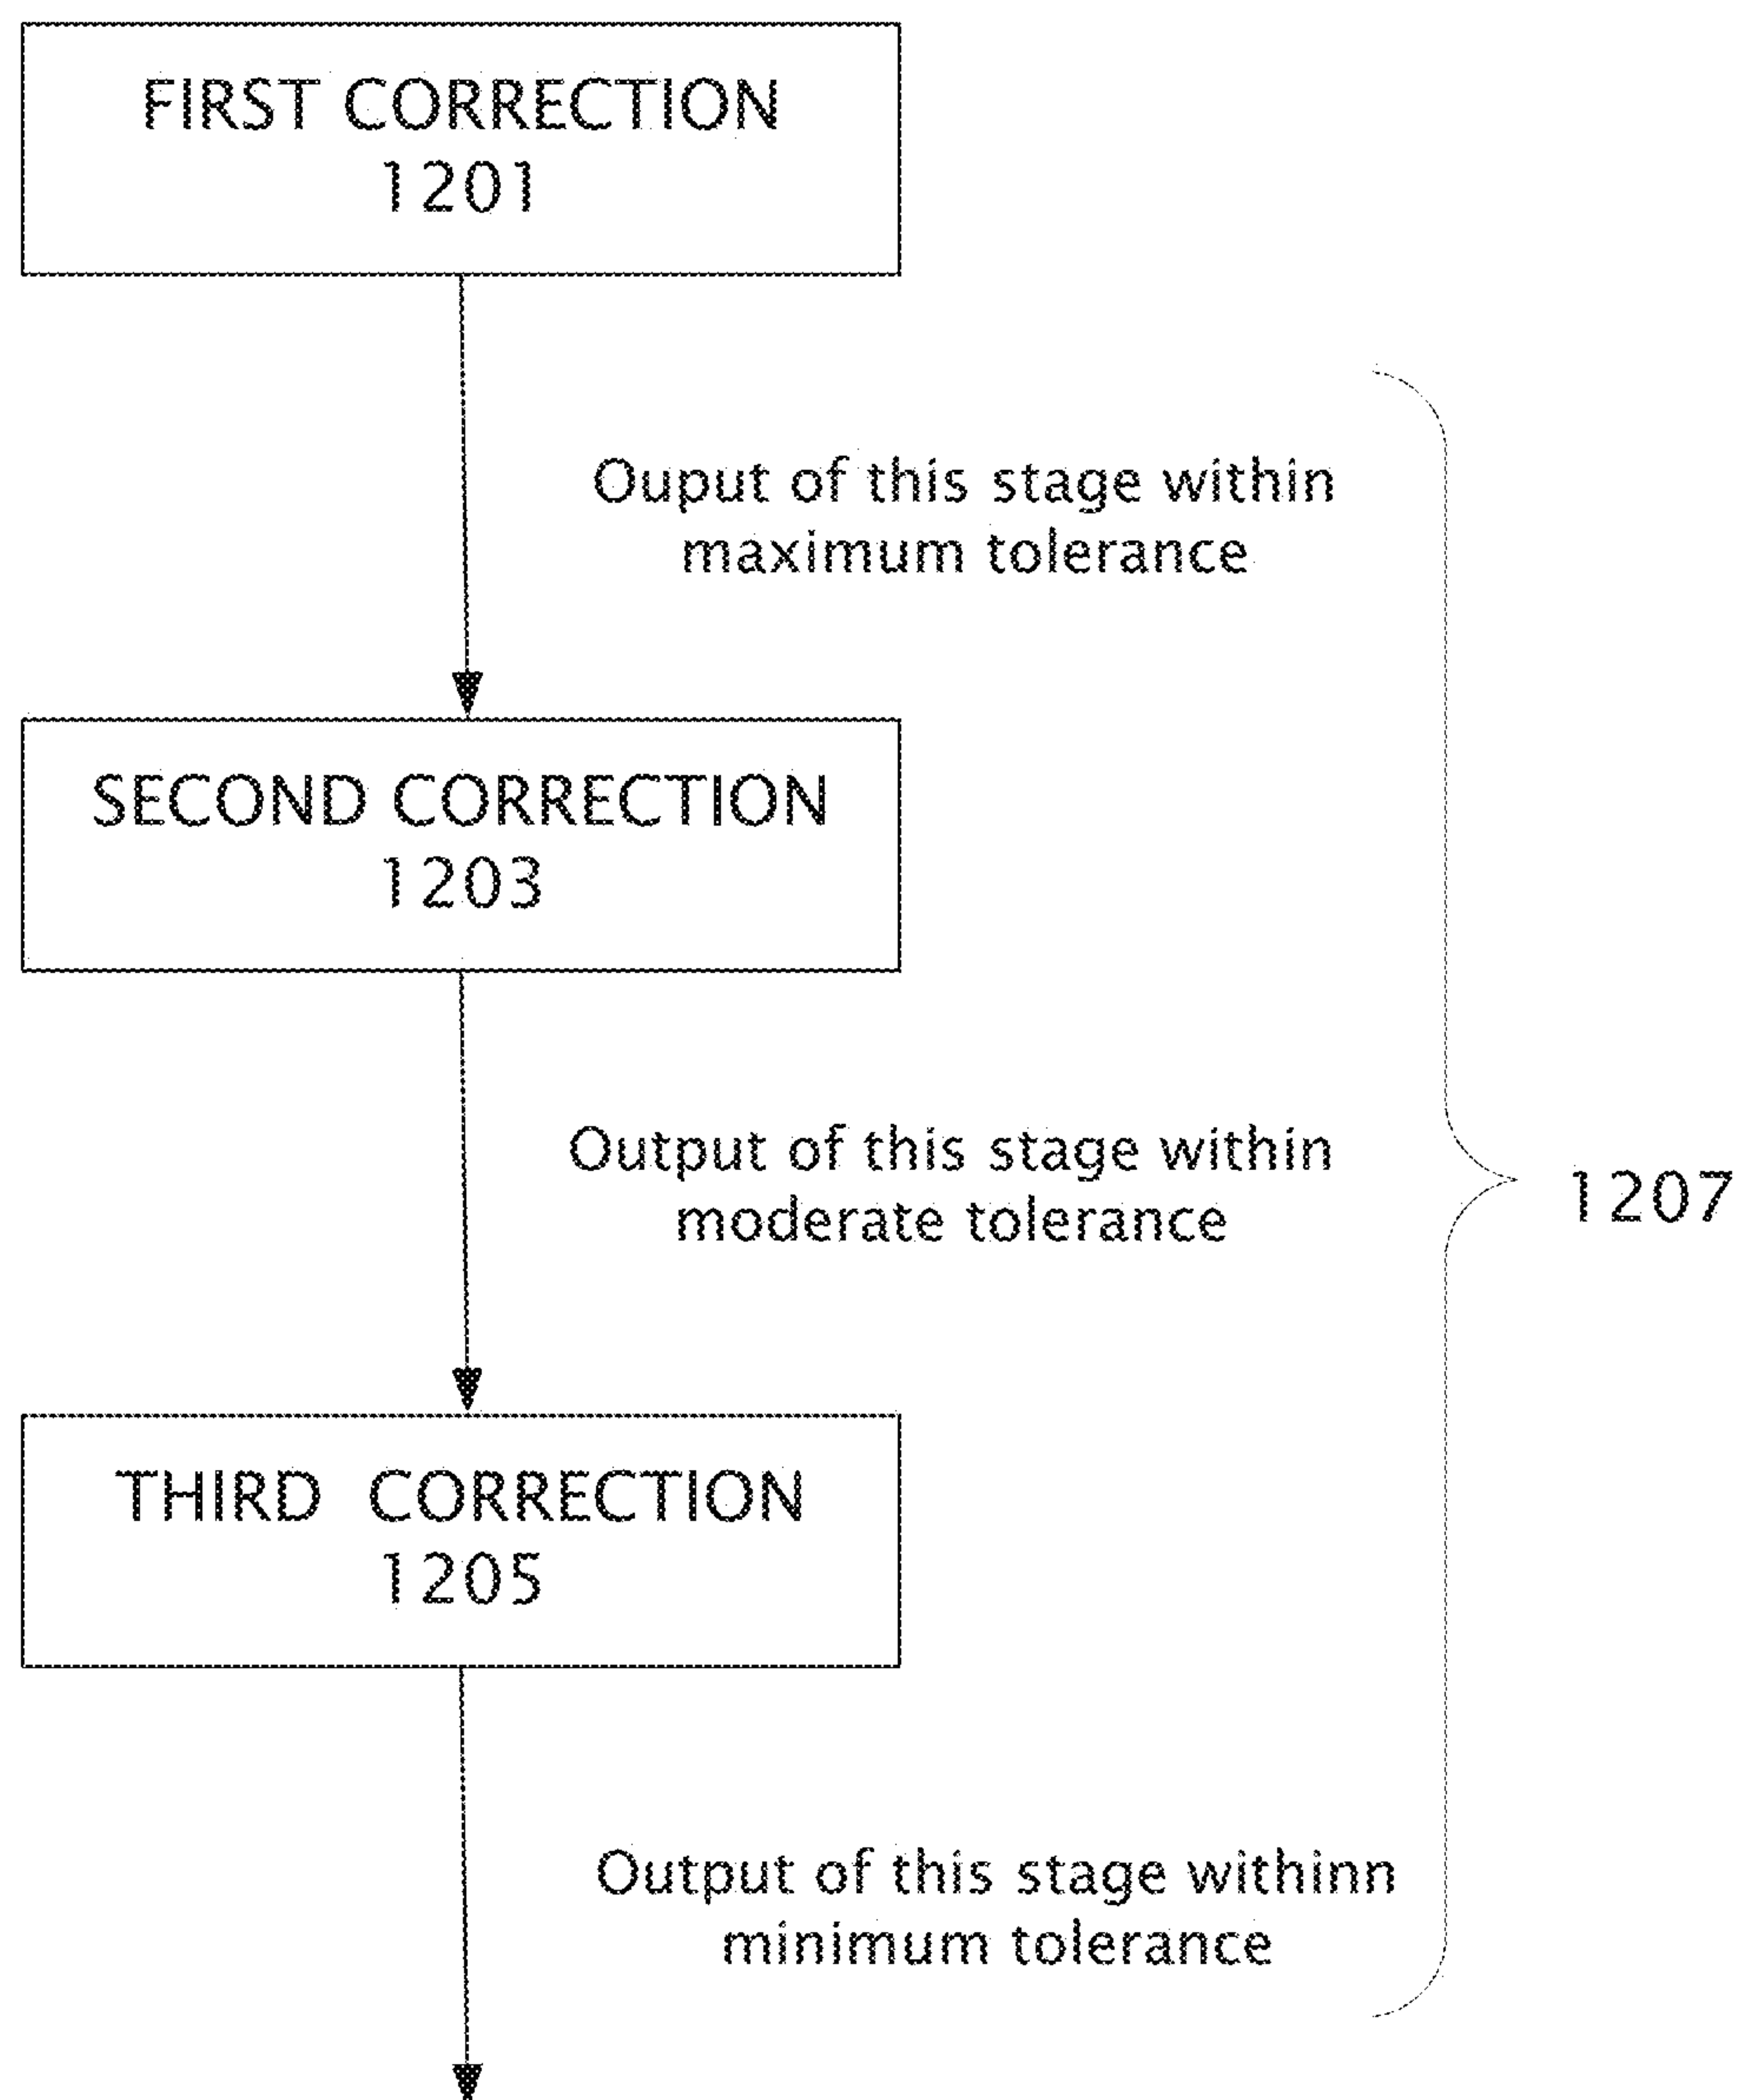 FIRST CORRECTION
1201
Ouput of this stage within
maximum tolerance
SECOND CORRECTION
1203
Output of this stage within
moderate tolerance
1207
THIRD CORRECTION
1205
Output of this stage withinn
minimum tolerance